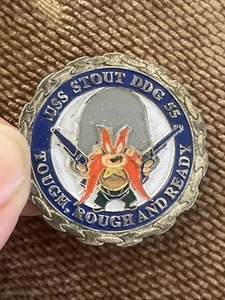 USS STOUT DDG 55
TOUGH, ROUGH AND READY